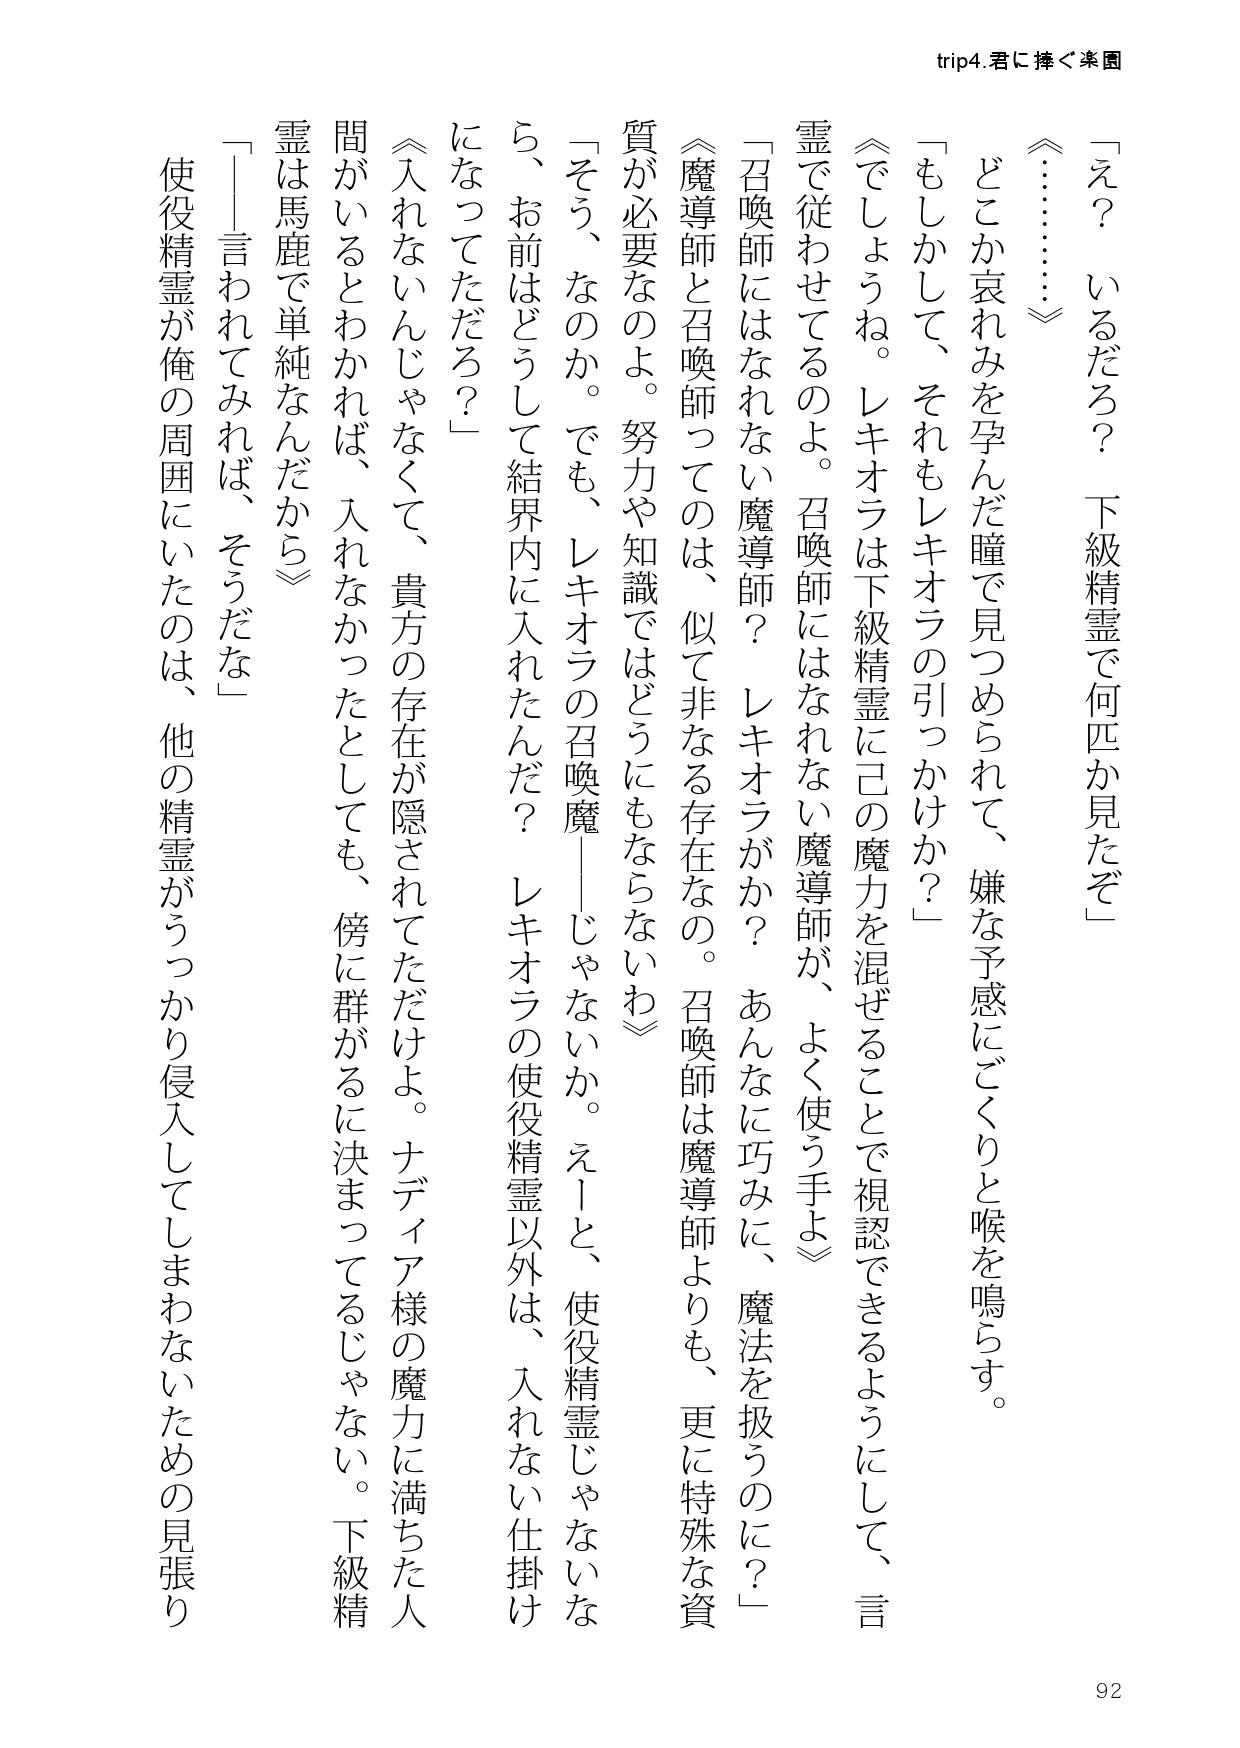 trip4.君に捧ぐ楽園
「え？　いるだろ？　下級精霊で何匹か見たぞ」
《…………》
　どこか哀れみを孕んだ瞳で見つめられて、嫌な予感にごくりと喉を鳴らす。
「もしかして、それもレキオラの引っかけか？」
《でしょうね。レキオラは下級精霊に己の魔力を混ぜることで視認できるようにして、言
霊で従わせてるのよ。召喚師にはなれない魔導師が、よく使う手よ》
「召喚師にはなれない魔導師？　レキオラがか？　あんなに巧みに、魔法を扱うのに？」
《魔導師と召喚師ってのは、似て非なる存在なの。召喚師は魔導師よりも、更に特殊な資
質が必要なのよ。努力や知識ではどうにもならないわ》
「そう、なのか。でも、レキオラの召喚魔――じゃないか。えーと、使役精霊じゃないな
ら、お前はどうして結界内に入れたんだ？　レキオラの使役精霊以外は、入れない仕掛け
になってただろ？」
《入れないんじゃなくて、貴方の存在が隠されてただけよ。ナディア様の魔力に満ちた人
間がいるとわかれば、入れなかったとしても、傍に群がるに決まってるじゃない。下級精
霊は馬鹿で単純なんだから》
「――言われてみれば、そうだな」
　使役精霊が俺の周囲にいたのは、他の精霊がうっかり侵入してしまわないための見張り
92